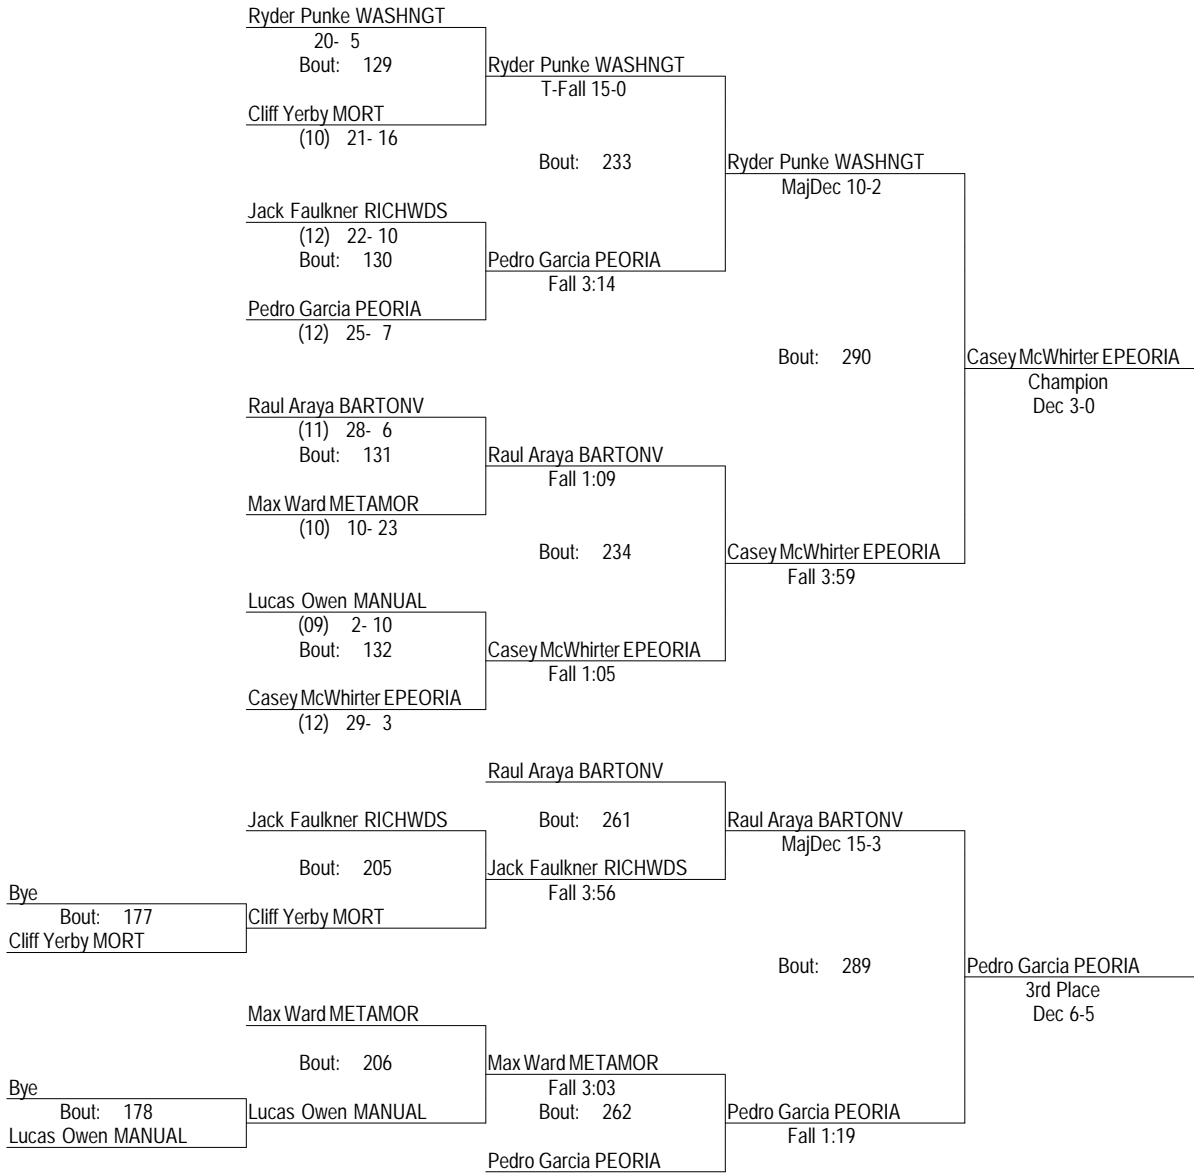 Ryder Punke WASHNGT
20- 5
Bout: 129
Ryder Punke WASHNGT
T-Fall 15-0
Cliff Yerby MORT
(10) 21- 16
Bout: 233
Ryder Punke WASHNGT
MajDec 10-2
Jack Faulkner RICHWDS
(12) 22- 10
Bout: 130
Pedro Garcia PEORIA
Fall 3:14
Pedro Garcia PEORIA
(12) 25- 7
Bout: 290
Casey McWhirter EPEORIA
Champion
Dec 3-0
Raul Araya BARTONV
(11) 28- 6
Bout: 131
Raul Araya BARTONV
Fall 1:09
Max Ward METAMOR
(10) 10- 23
Bout: 234
Casey McWhirter EPEORIA
Fall 3:59
Lucas Owen MANUAL
(09) 2- 10
Bout: 132
Casey McWhirter EPEORIA
Fall 1:05
Casey McWhirter EPEORIA
(12) 29- 3
Raul Araya BARTONV
Jack Faulkner RICHWDS
Bout: 261
Raul Araya BARTONV
MajDec 15-3
Bout: 205
Jack Faulkner RICHWDS
Fall 3:56
Bye
Bout: 177
Cliff Yerby MORT
Cliff Yerby MORT
Bout: 289
Pedro Garcia PEORIA
3rd Place
Dec 6-5
Max Ward METAMOR
Bout: 206
Max Ward METAMOR
Fall 3:03
Bye
Bout: 178
Lucas Owen MANUAL
Lucas Owen MANUAL
Bout: 262
Pedro Garcia PEORIA
Fall 1:19
Pedro Garcia PEORIA